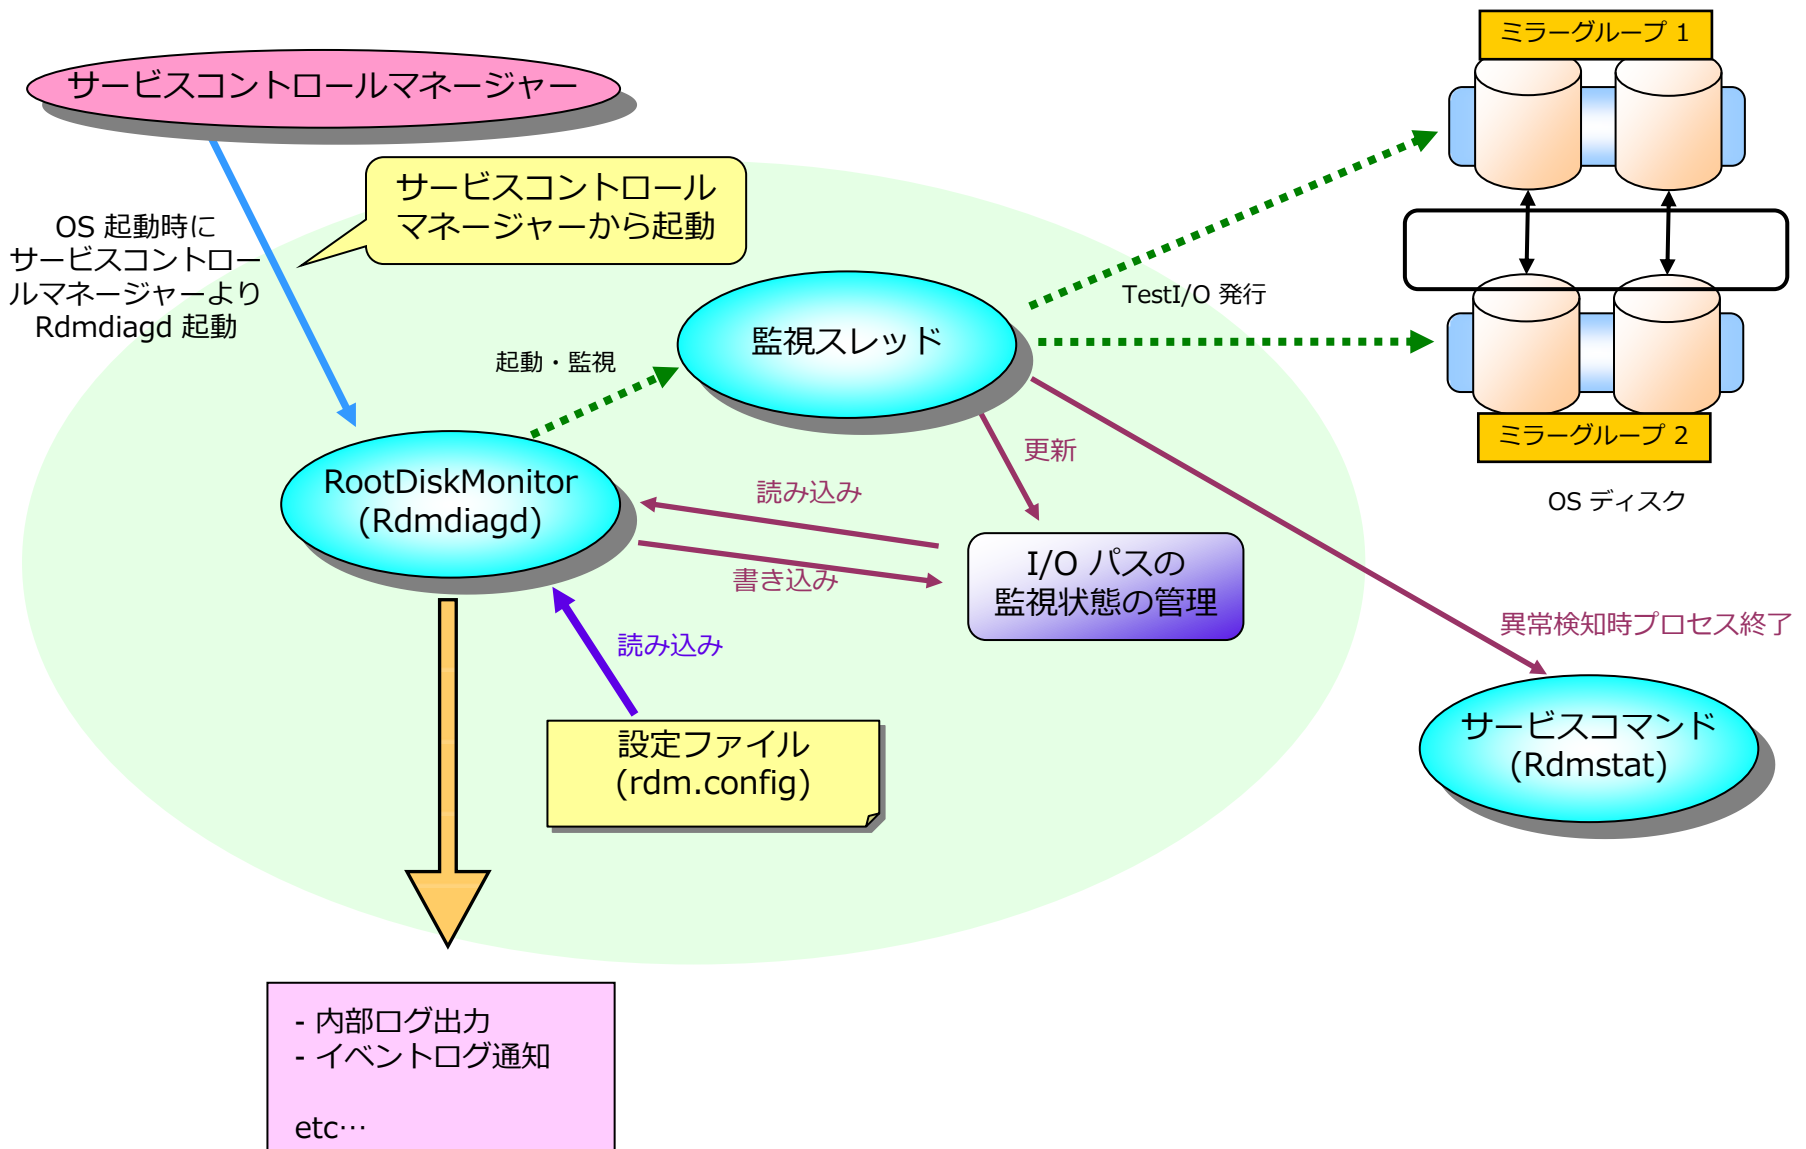 ミラーグループ 1
サービスコントロールマネージャー
サービスコントロール
マネージャーから起動
OS 起動時に
サービスコントロー
ルマネージャーより
Rdmdiagd 起動
TestI/O 発行
監視スレッド
起動・監視
ミラーグループ 2
OS ディスク
更新
RootDiskMonitor
(Rdmdiagd)
読み込み
書き込み
I/O パスの
監視状態の管理
異常検知時プロセス終了
読み込み
サービスコマンド
(Rdmstat)
設定ファイル
(rdm.config)
- 内部ログ出力
- イベントログ通知
etc…